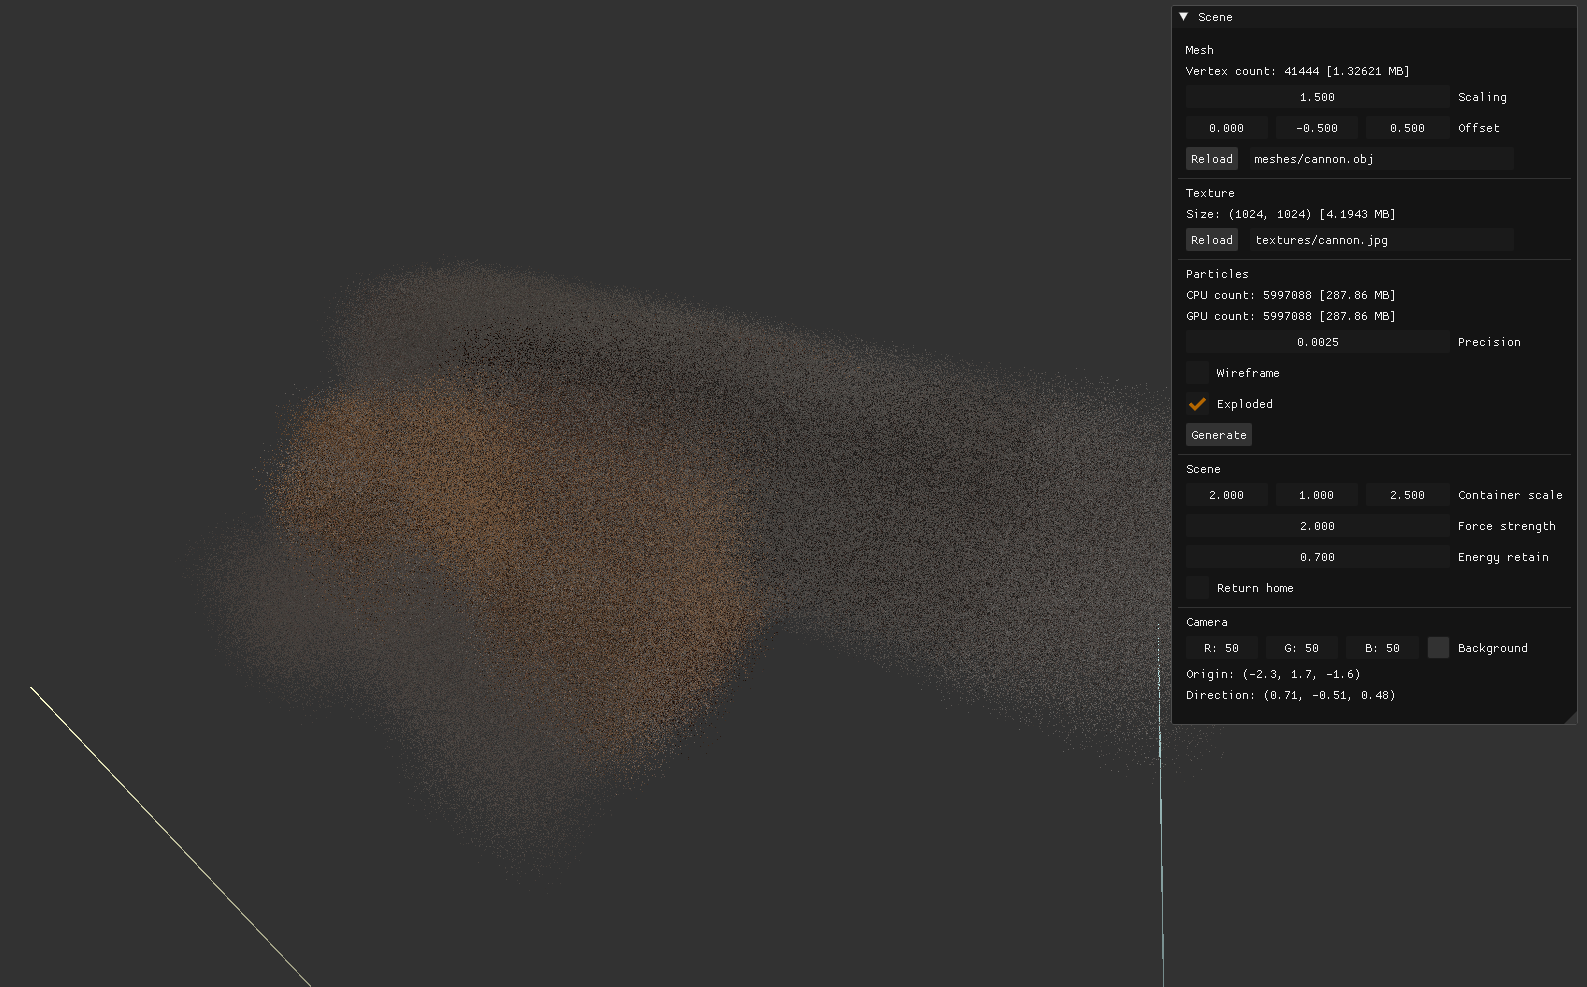 Scene
Mesh
Vertex count: 41444 [1.32621 MB]
1.500 Scaling
0.000 -0.500 0.500 Offset
Reload meshes/cannon.obj
Texture
Size: (1024, 1024) [4.1943 MB]
Reload textures/cannon.jpg
Particles
CPU count: 5997088 [287.86 MB]
GPU count: 5997088 [287.86 MB]
0.0025 Precision
Wireframe
Exploded
Generate
Scene
2.000 1.000 2.500 Container scale
2.000 Force strength
0.700 Energy retain
Return home
Camera
R: 50 G: 50 B: 50 Background
Origin: (-2.3, 1.7, -1.6)
Direction: (0.71, -0.51, 0.48)